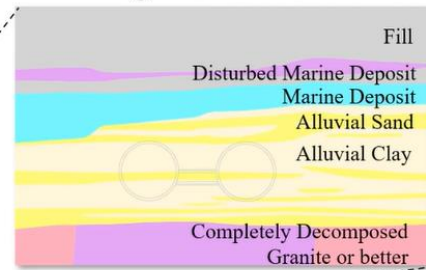 Fill
Disturbed Marine Deposit
Marine Deposit
Alluvial Sand
Alluvial Clay
Completely Decomposed
Granite or better